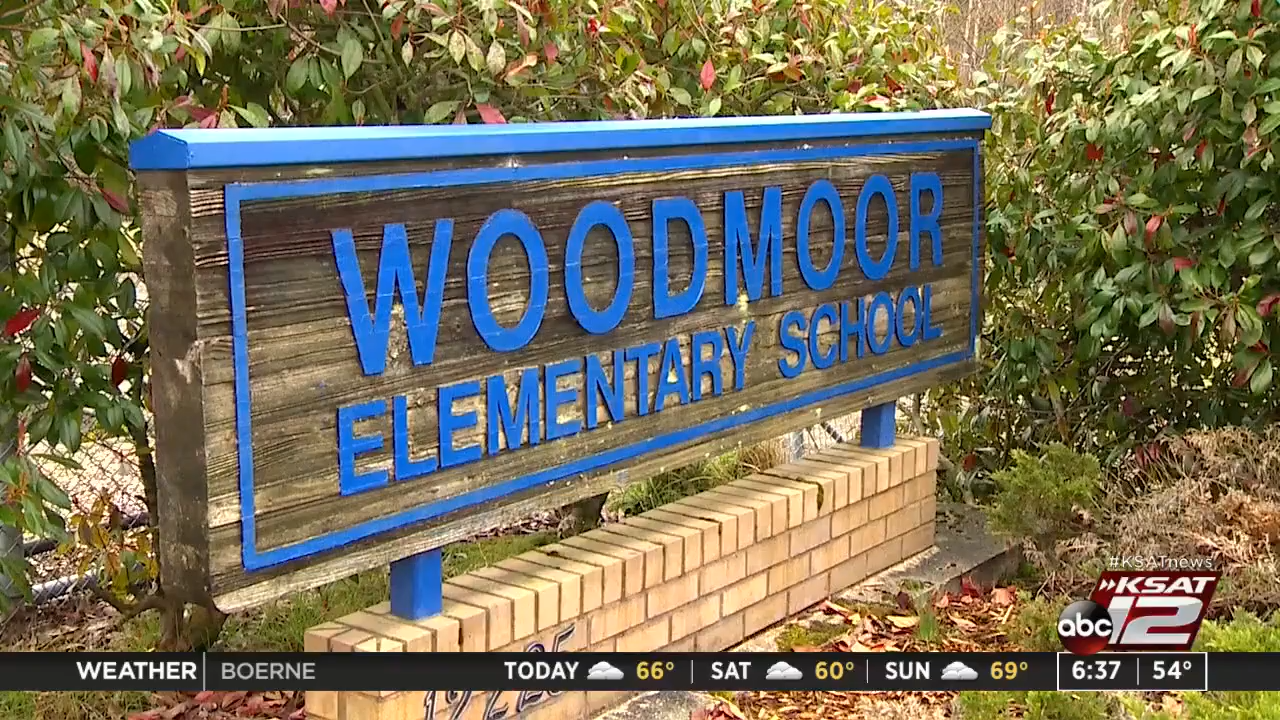 WOODMOOR
ELEMENTARY SCHOOL
#KSATNEWS
KSAT
abc 12
WEATHER BOERNE TODAY 66° SAT 60° SUN 69° 6:37 54°